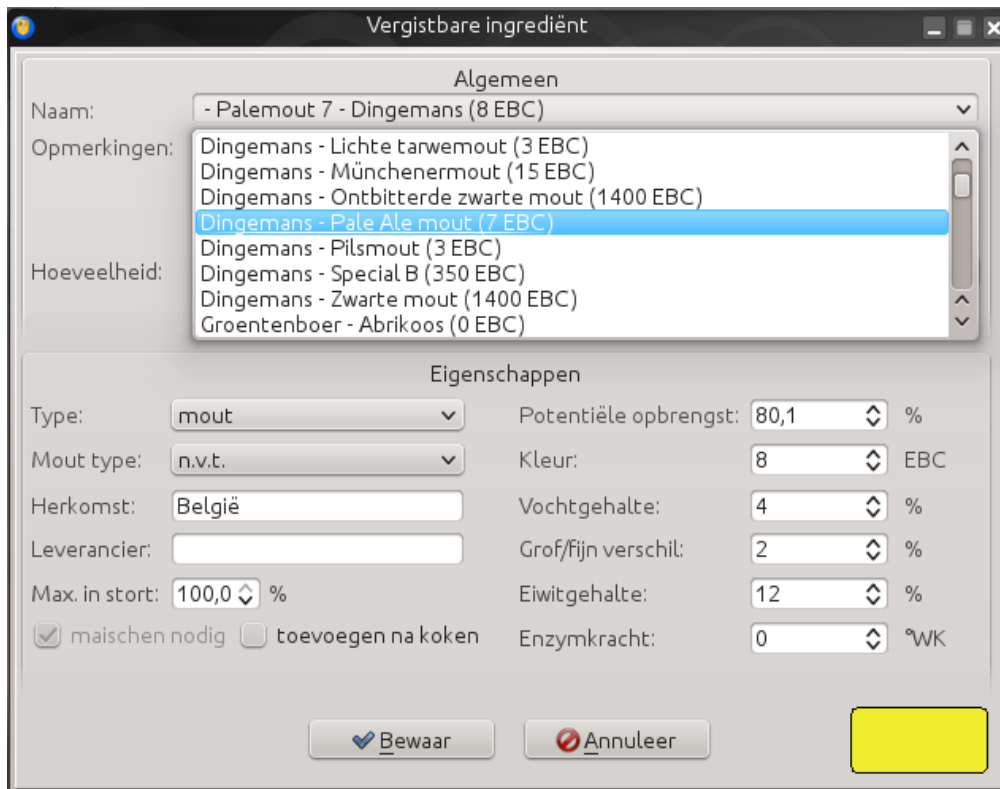 Vergistbare ingrediënt
Algemeen
Naam: - Palemout 7 - Dingemans (8 EBC)
Opmerkingen:
Dingemans - Lichte tarwemout (3 EBC)
Dingemans - Münchenermout (15 EBC)
Dingemans - Ontbitterde zwarte mout (1400 EBC)
Dingemans - Pale Ale mout (7 EBC)
Dingemans - Pilsmout (3 EBC)
Hoeveelheid:
Dingemans - Special B (350 EBC)
Dingemans - Zwarte mout (1400 EBC)
Groentenboer - Abrikoos (0 EBC)
Eigenschappen
Type: mout Potentiële opbrengst: 80,1 %
Mout type: n.v.t. Kleur: 8 EBC
Herkomst: België Vochtgehalte: 4 %
Leverancier: Grof/fijn verschil: 2 %
Max. in stort: 100,0 % Eiwitgehalte: 12 %
maischen nodig toevoegen na koken Enzymkracht: 0 °WK
Bewaar Annuleer